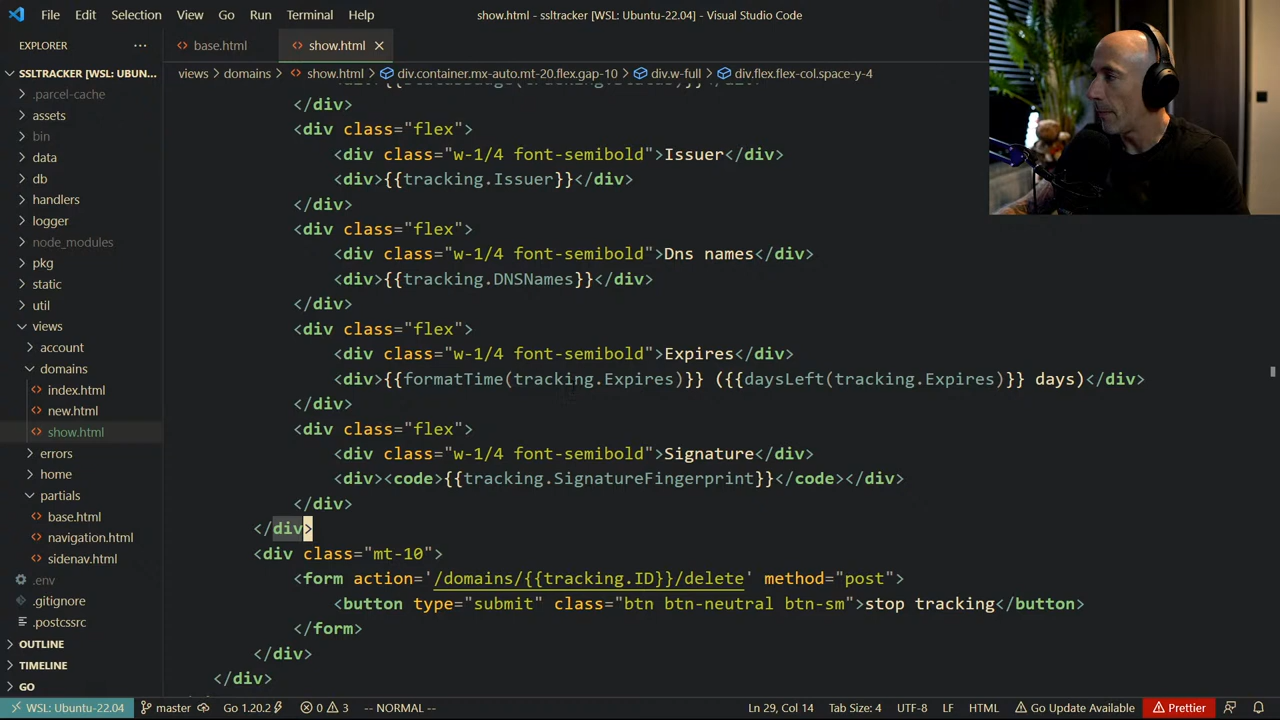 File Edit Selection View Go Run Terminal Help
show.html - ssltracker [WSL: Ubuntu-22.04] - Visual Studio Code
EXPLORER
base.html
show.html
SSLTRACKER [WSL: UBUN...
views > domains > show.html > div.container.mx-auto.mt-20.flex.gap-10 > div.w-full > div.flex.flex-col.space-y-4
.parcel-cache
assets
bin
data
db
handlers
logger
node_modules
pkg
static
util
views
account
domains
index.html
new.html
show.html
errors
home
partials
base.html
navigation.html
sidenav.html
.env
.gitignore
.postcssrc
OUTLINE
TIMELINE
GO
</div>
<div class="flex">
<div class="w-1/4 font-semibold">Issuer</div>
<div>{{tracking.Issuer}}</div>
</div>
<div class="flex">
<div class="w-1/4 font-semibold">Dns names</div>
<div>{{tracking.DNSNames}}</div>
</div>
<div class="flex">
<div class="w-1/4 font-semibold">Expires</div>
<div>{{formatTime(tracking.Expires)}} ({{daysLeft(tracking.Expires)}} days)</div>
</div>
<div class="flex">
<div class="w-1/4 font-semibold">Signature</div>
<div><code>{{tracking.SignatureFingerprint}}</code></div>
</div>
</div>
<div class="mt-10">
<form action='/domains/{{tracking.ID}}/delete' method="post">
<button type="submit" class="btn btn-neutral btn-sm">stop tracking</button>
</form>
</div>
</div>
WSL: Ubuntu-22.04 master Go 1.20.2 0 3 -- NORMAL -- Ln 29, Col 14 Tab Size: 4 UTF-8 LF HTML Go Update Available Prettier